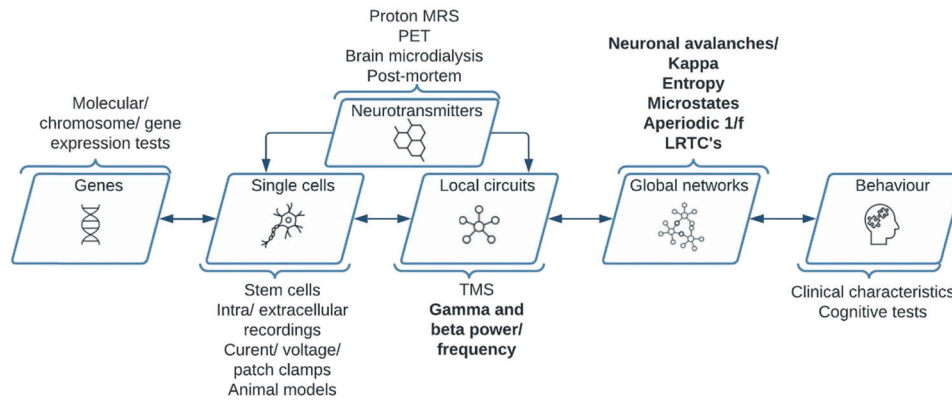 Proton MRS
PET
Brain microdialysis
Post-mortem
Neurotransmitters
Neuronal avalanches/
Kappa
Entropy
Microstates
Aperiodic 1/f
LRTC's
Molecular/
chromosome/ gene
expression tests
Genes
Single cells
Local circuits
Global networks
Behaviour
Stem cells
Intra/ extracellular
recordings
Curent/ voltage/
patch clamps
Animal models
TMS
Gamma and
beta power/
frequency
Clinical characteristics
Cognitive tests